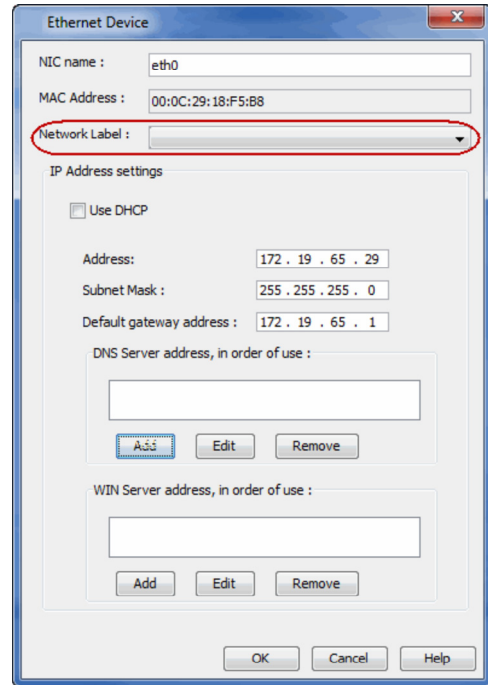 Ethernet Device
NIC name :
eth0
MAC Address :
00:0C:29:18:F5:B8
Network Label :
IP Address settings
Use DHCP
Address:
172 . 19 . 65 . 29
Subnet Mask :
255 . 255 . 255 . 0
Default gateway address :
172 . 19 . 65 . 1
DNS Server address, in order of use :
Add
Edit
Remove
WIN Server address, in order of use :
Add
Edit
Remove
OK
Cancel
Help